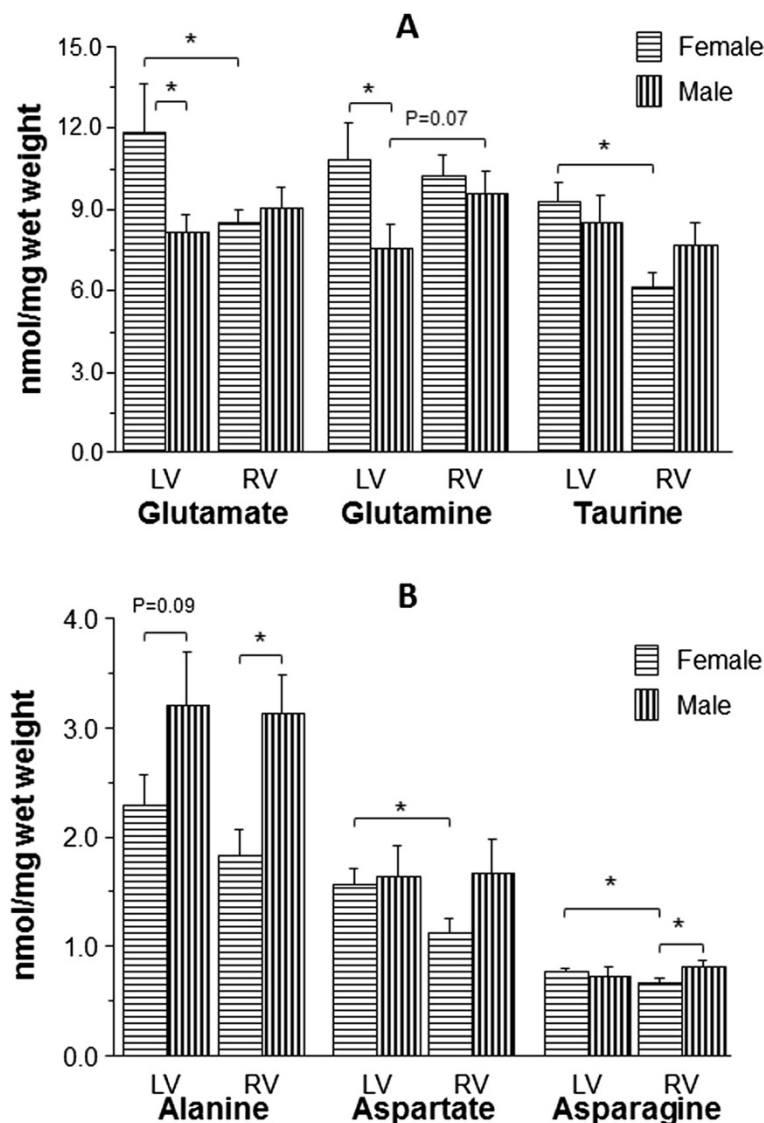 A
15.0
* Female
* * P=0.07 Male
12.0
*
9.0
6.0
3.0
0.0
nmol/mg wet weight
LV RV LV RV LV RV
Glutamate Glutamine Taurine
B
4.0
P=0.09
* Female
Male
3.0
*
2.0
*
*
1.0
0.0
nmol/mg wet weight
LV RV LV RV LV RV
Alanine Aspartate Asparagine